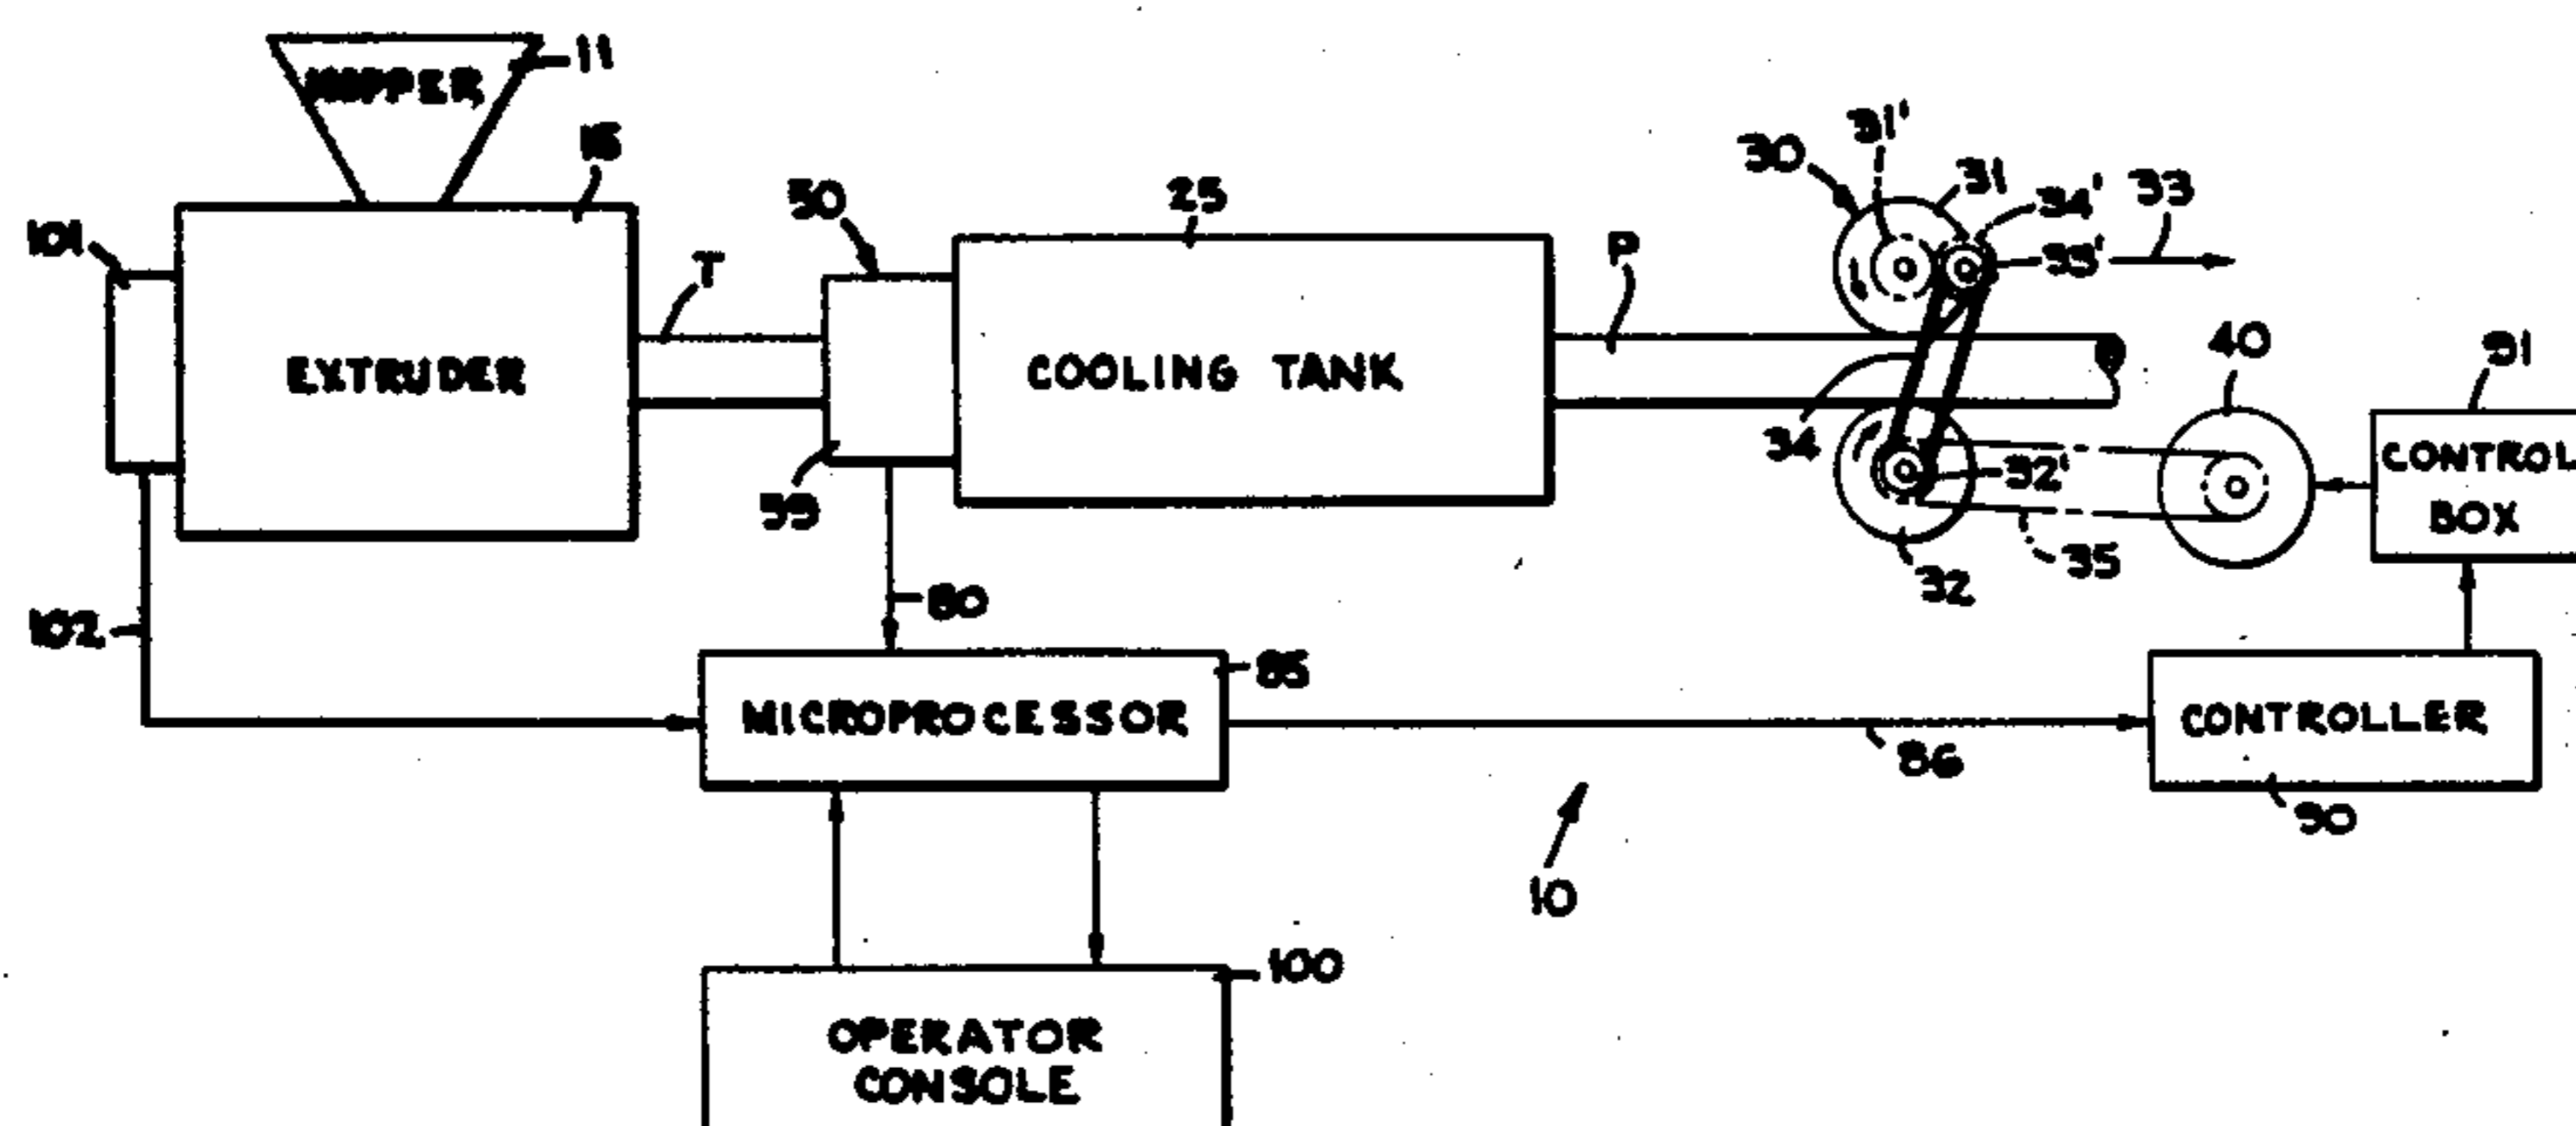 HOPPER
11
15
101
50
25
T
EXTRUDER
COOLING TANK
P
30
31'
31
34'
33
33'
34
32'
32
35
40
91
CONTROL
BOX
59
80
102
85
MICROPROCESSOR
86
CONTROLLER
90
10
100
OPERATOR
CONSOLE